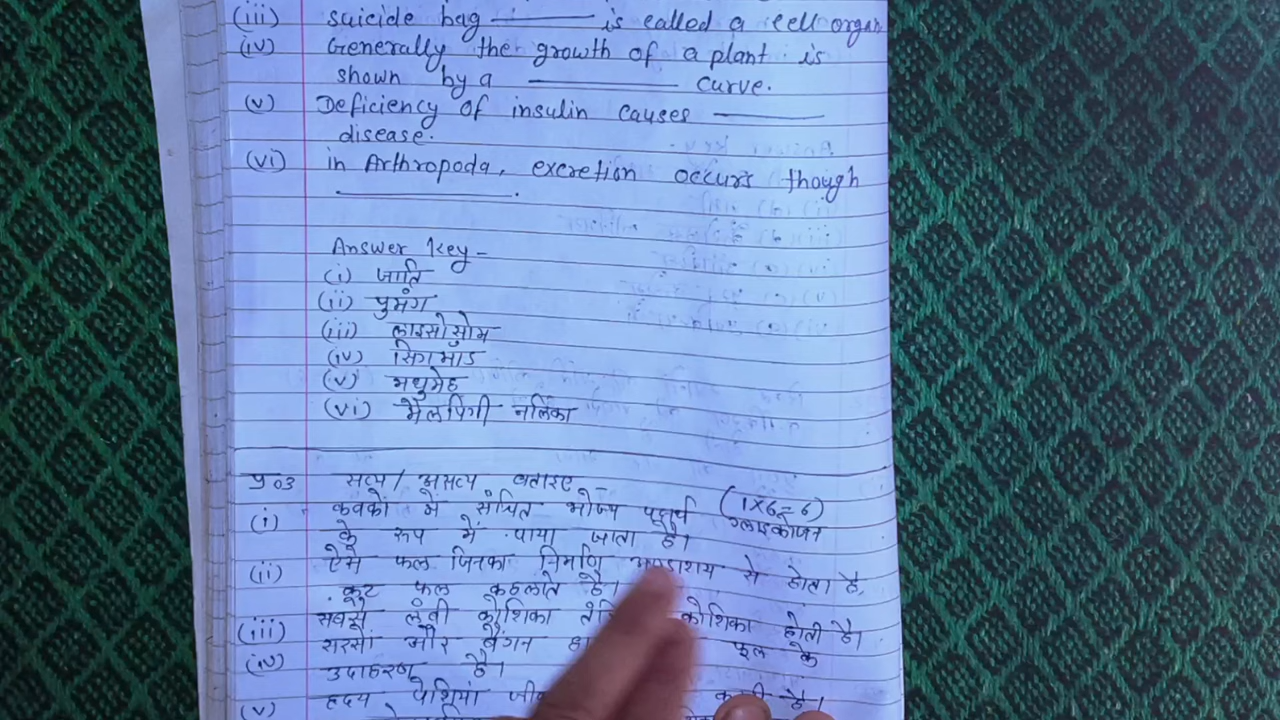 (iii) suicide bag ______ is called a cell organ
(iv) Generally the growth of a plant is
shown by a ______ curve.
(v) Deficiency of insulin causes ______
disease.
(vi) in Arthropoda, excretion occurs though
______.
Answer key -
(i) जाति
(ii) पुमंग
(iii) लाइसोसोम
(iv) सिगमाॅइड
(v) मधुमेह
(vi) मैलपिगी नलिका
प्र०3 सत्य/असत्य बताइए - (1x6=6)
(i) कवकों में संचित भोज्य पदार्थ ग्लाइकोजन
के रूप में पाया जाता है।
(ii) ऐसे फल जिनका निर्माण अण्डाशय से होता है,
कूट फल कहलाते है।
(iii) सबसे लंबी कोशिका कोशिका होती है।
(iv) सरसों और बैंगन फूल के
उदाहरण है।
(v) हृदय पेशियां है।